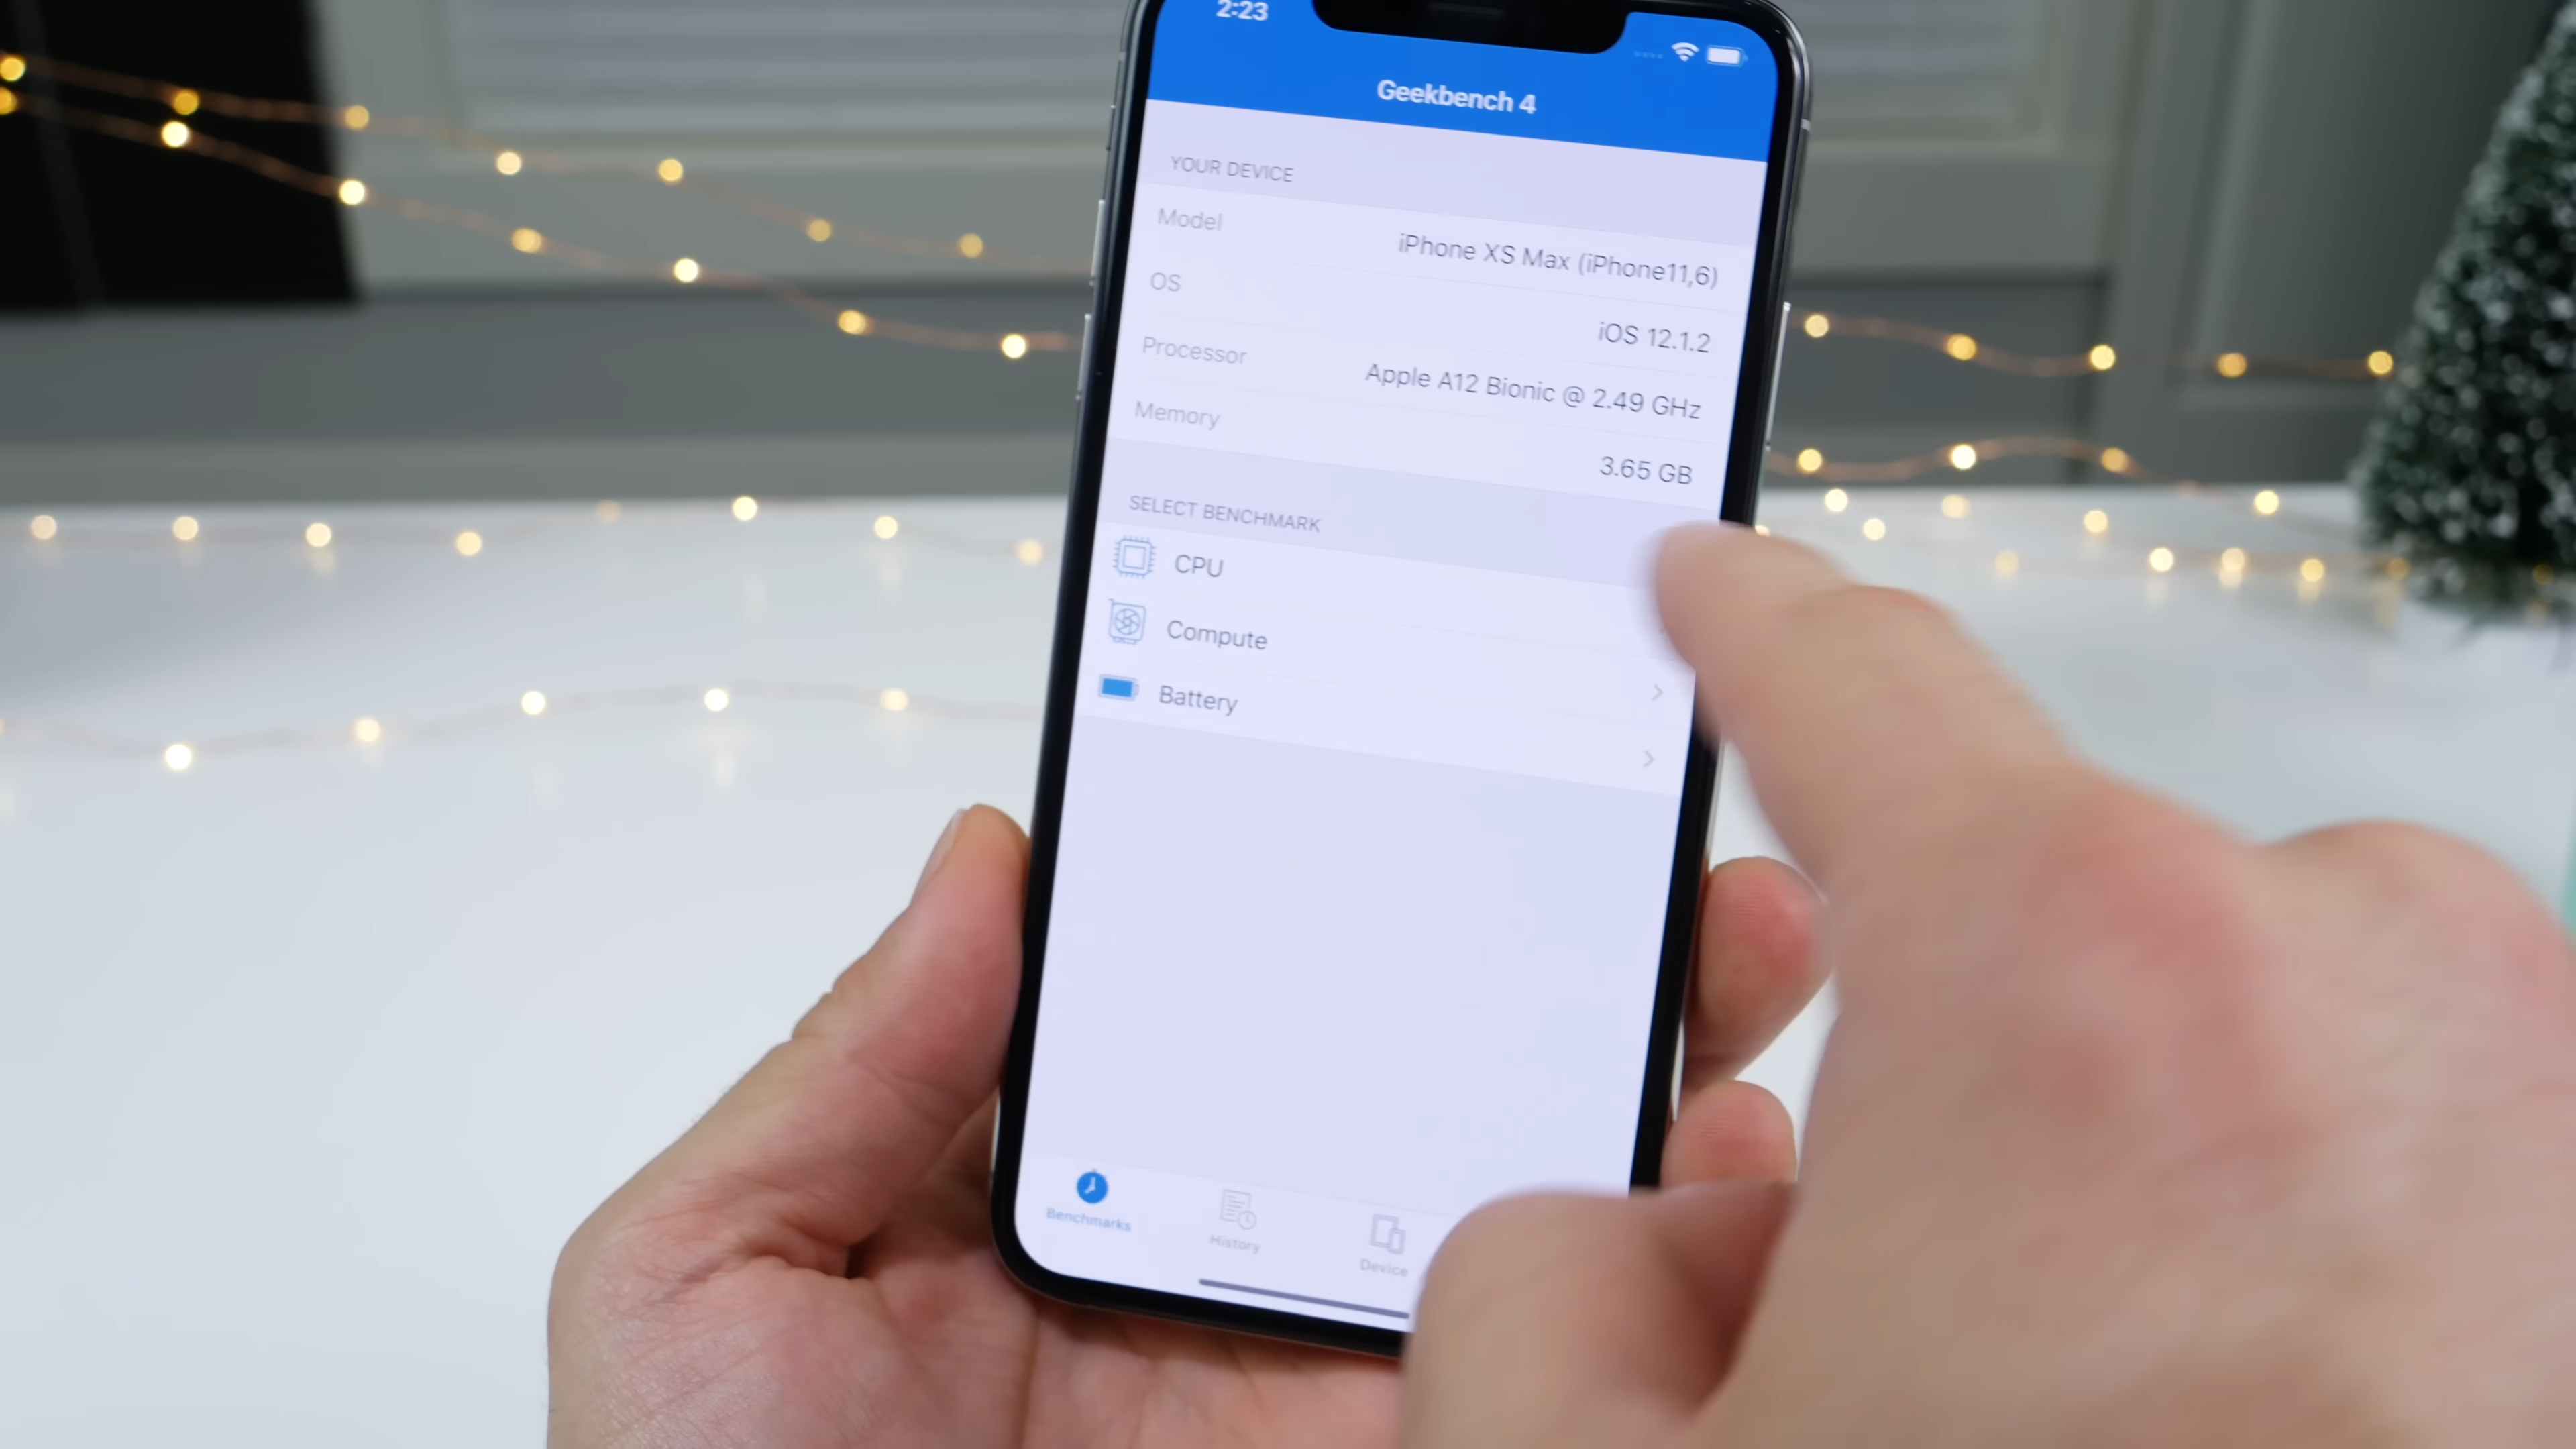 2:23
Geekbench 4
YOUR DEVICE
Model iPhone XS Max (iPhone11,6)
OS iOS 12.1.2
Processor Apple A12 Bionic @ 2.49 GHz
Memory 3.65 GB
SELECT BENCHMARK
CPU
Compute
Battery
Benchmarks History Device